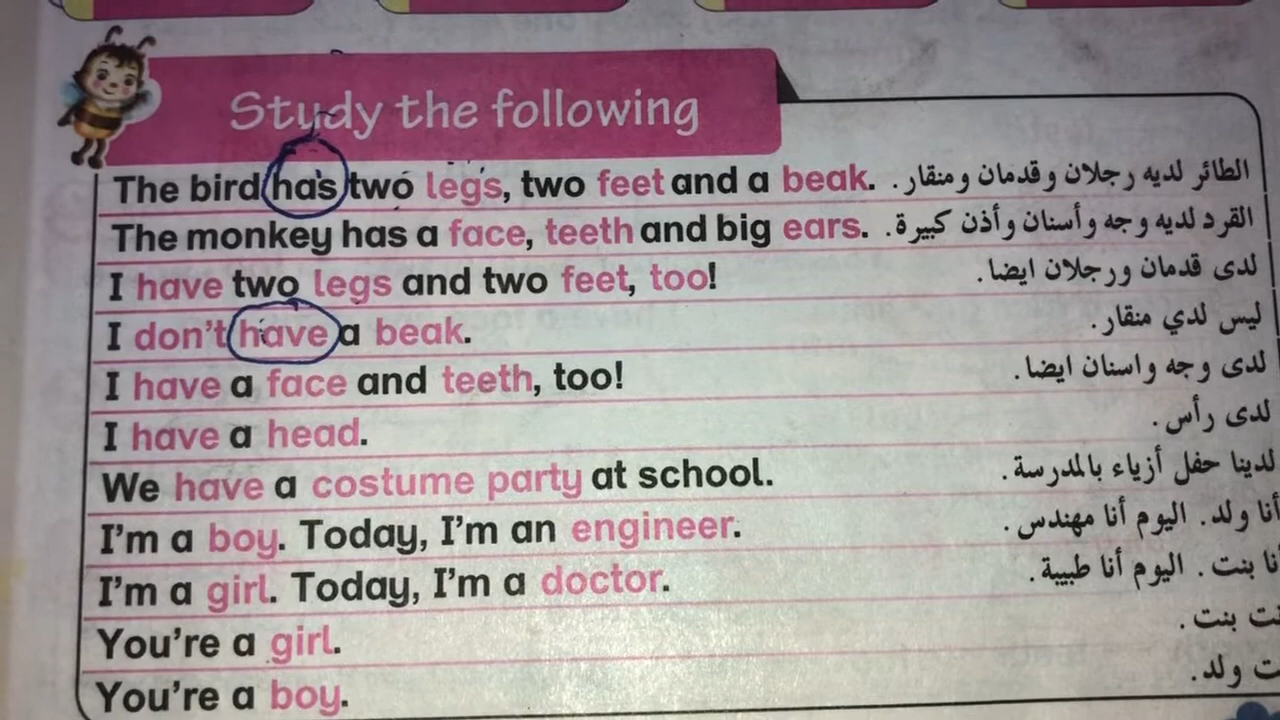 Study the following
The bird has two legs, two feet and a beak. الطائر لديه رجلان وقدمان ومنقار.
The monkey has a face, teeth and big ears. القرد لديه وجه وأسنان وأذن كبيرة.
I have two legs and two feet, too! لدى قدمان ورجلان ايضا.
I don't have a beak. ليس لدي منقار.
I have a face and teeth, too! لدى وجه واسنان ايضا.
I have a head. لدى رأس.
We have a costume party at school. لدينا حفل أزياء بالمدرسة.
I'm a boy. Today, I'm an engineer. أنا ولد. اليوم أنا مهندس.
I'm a girl. Today, I'm a doctor. بنت. اليوم أنا طبيبة.
You're a girl. بنت.
You're a boy. ولد.